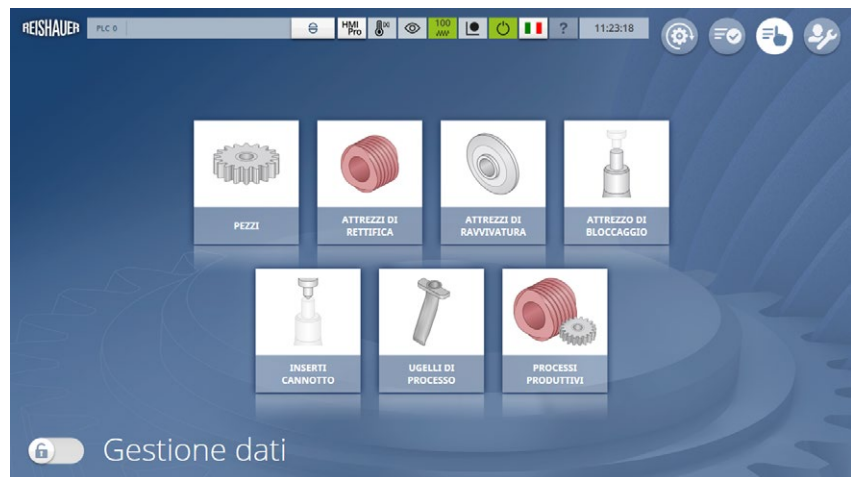 REISHAUER
PLC 0
HMI
Pro
100
?
11:23:18
PEZZI
ATTREZZI DI
RETTIFICA
ATTREZZI DI
RAVVIVATURA
ATTREZZO DI
BLOCCAGGIO
INSERTI
CANNOTTO
UGELLI DI
PROCESSO
PROCESSI
PRODUTTIVI
Gestione dati